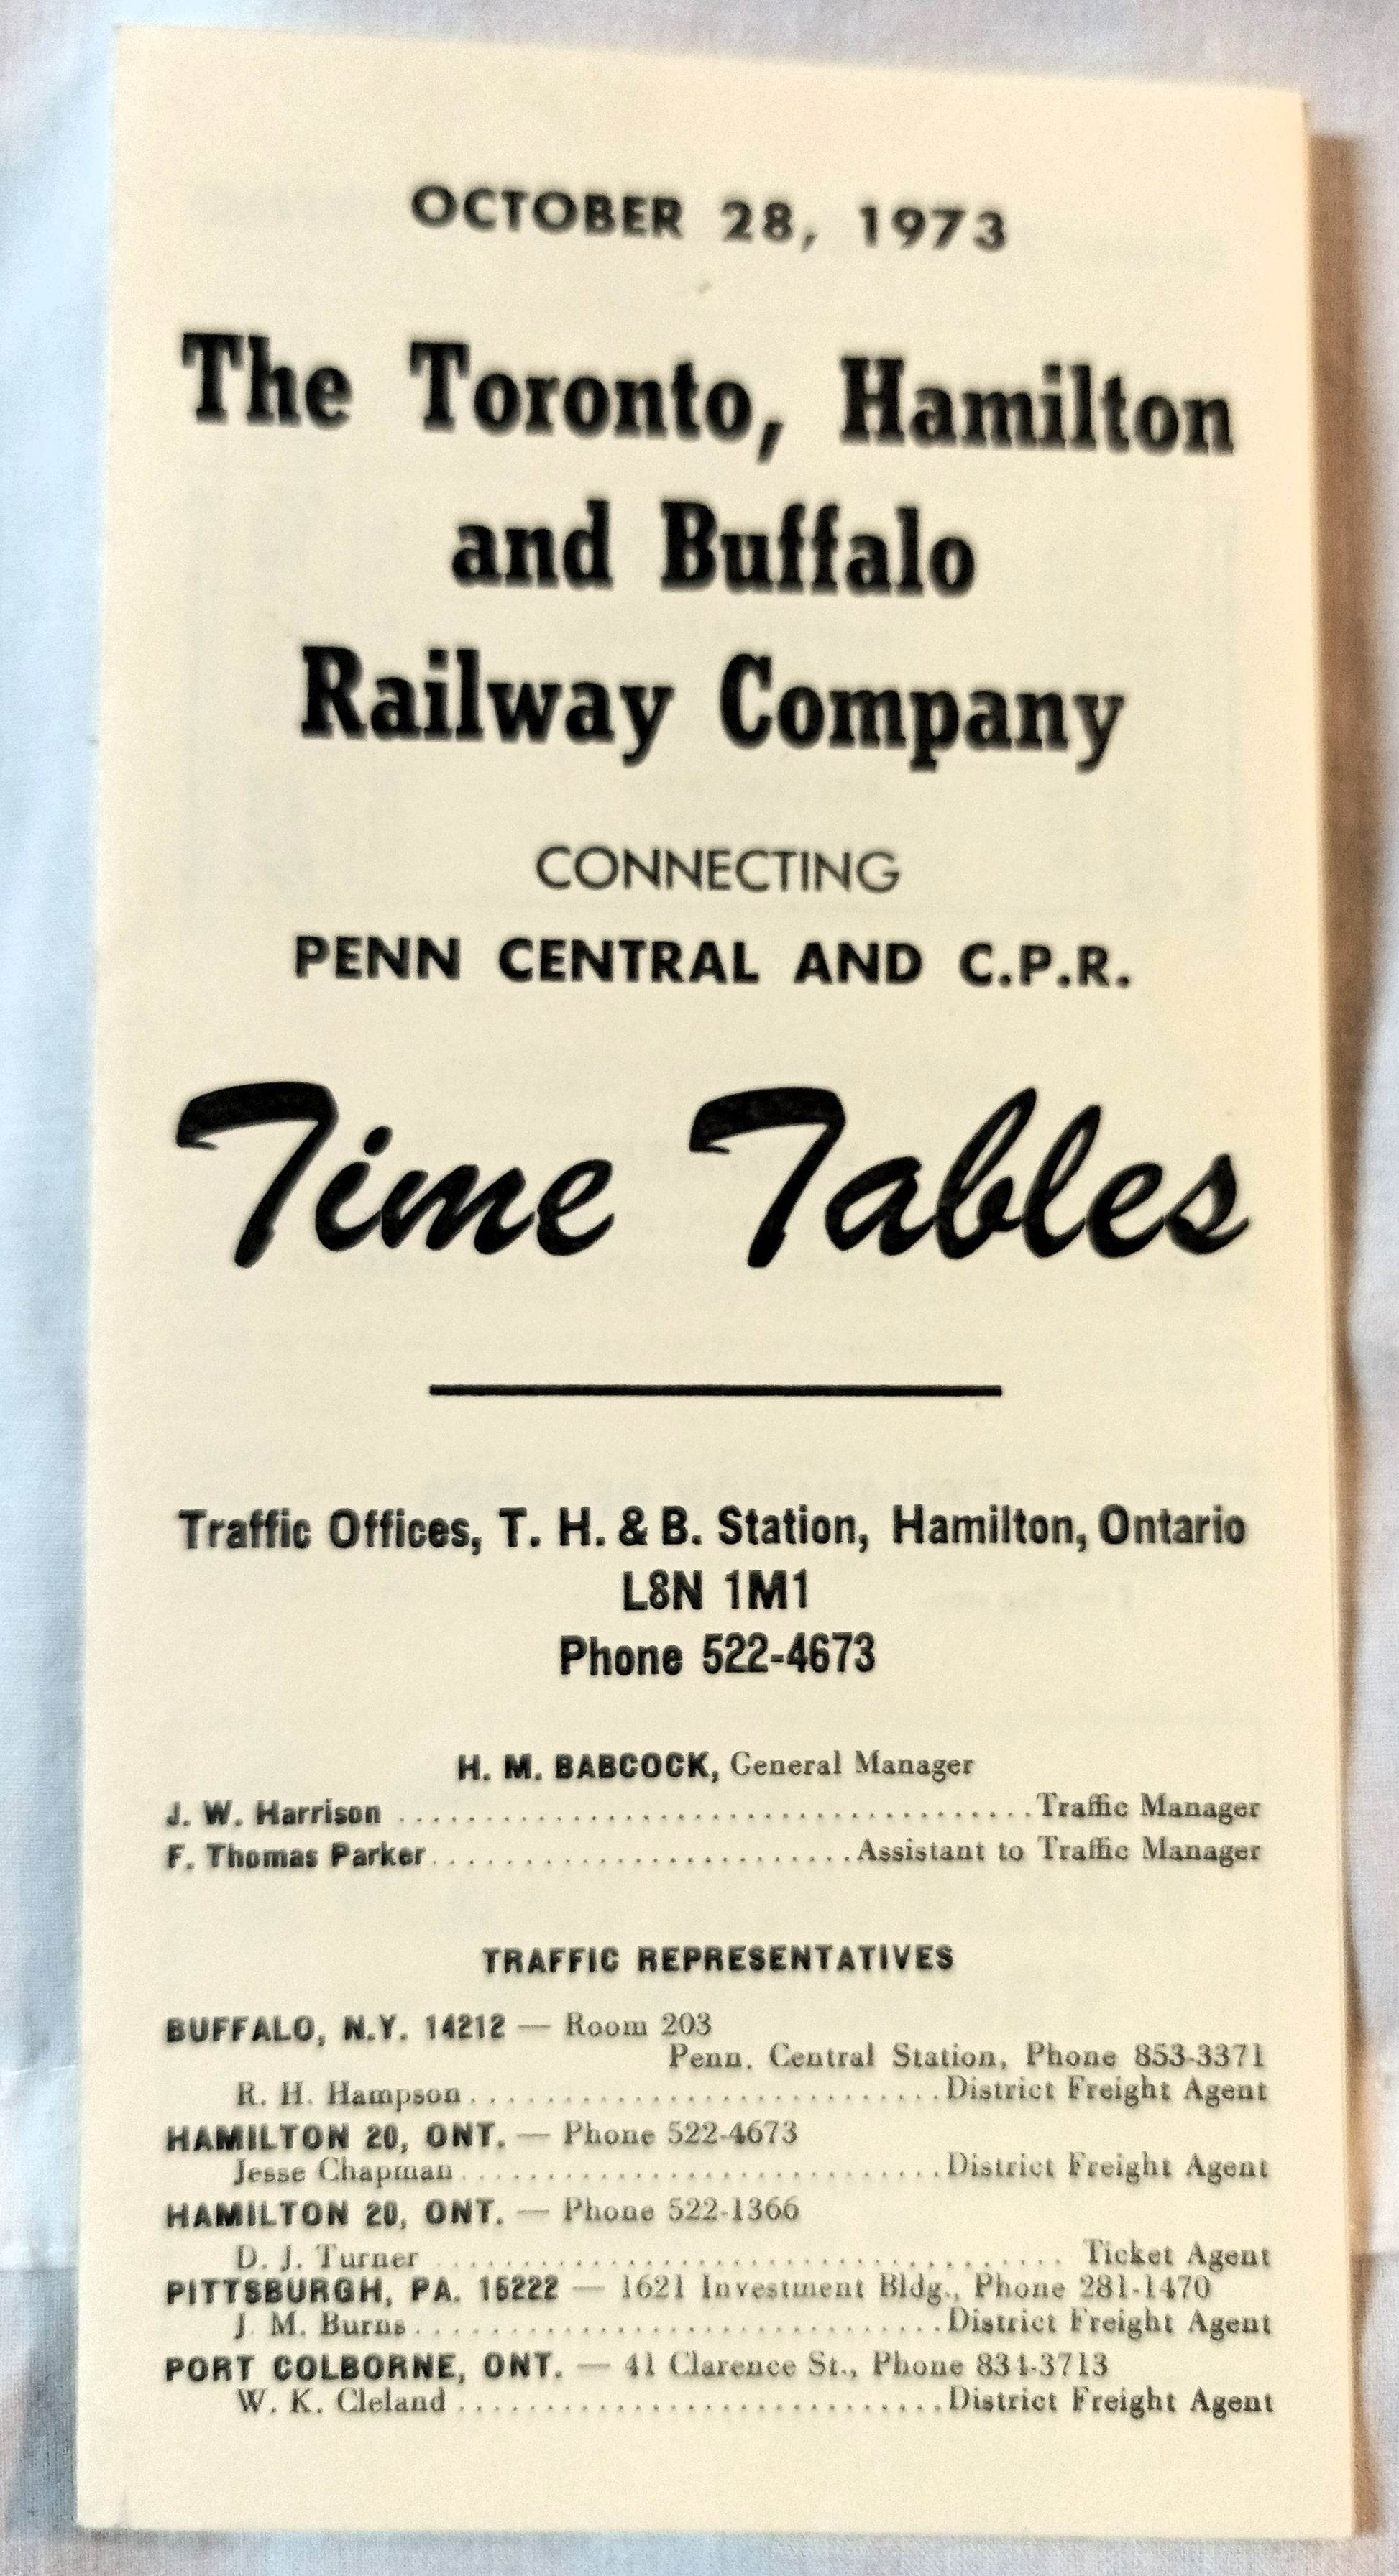 OCTOBER 28, 1973
The Toronto, Hamilton
and Buffalo
Railway Company
CONNECTING
PENN CENTRAL AND C.P.R.
Time Tables
Traffic Offices, T. H. & B. Station, Hamilton, Ontario
L8N 1M1
Phone 522-4673
H. M. BABCOCK, General Manager
J. W. Harrison ........................................Traffic Manager
F. Thomas Parker..........................Assistant to Traffic Manager
TRAFFIC REPRESENTATIVES
BUFFALO, N.Y. 14212 — Room 203
Penn. Central Station, Phone 853-3371
R. H. Hampson.............................District Freight Agent
HAMILTON 20, ONT. — Phone 522-4673
Jesse Chapman.............................District Freight Agent
HAMILTON 20, ONT. — Phone 522-1366
D. J. Turner ...................................... Ticket Agent
PITTSBURGH, PA. 15222 — 1621 Investment Bldg., Phone 281-1470
J. M. Burns................................District Freight Agent
PORT COLBORNE, ONT. — 41 Clarence St., Phone 834-3713
W. K. Cleland .............................District Freight Agent